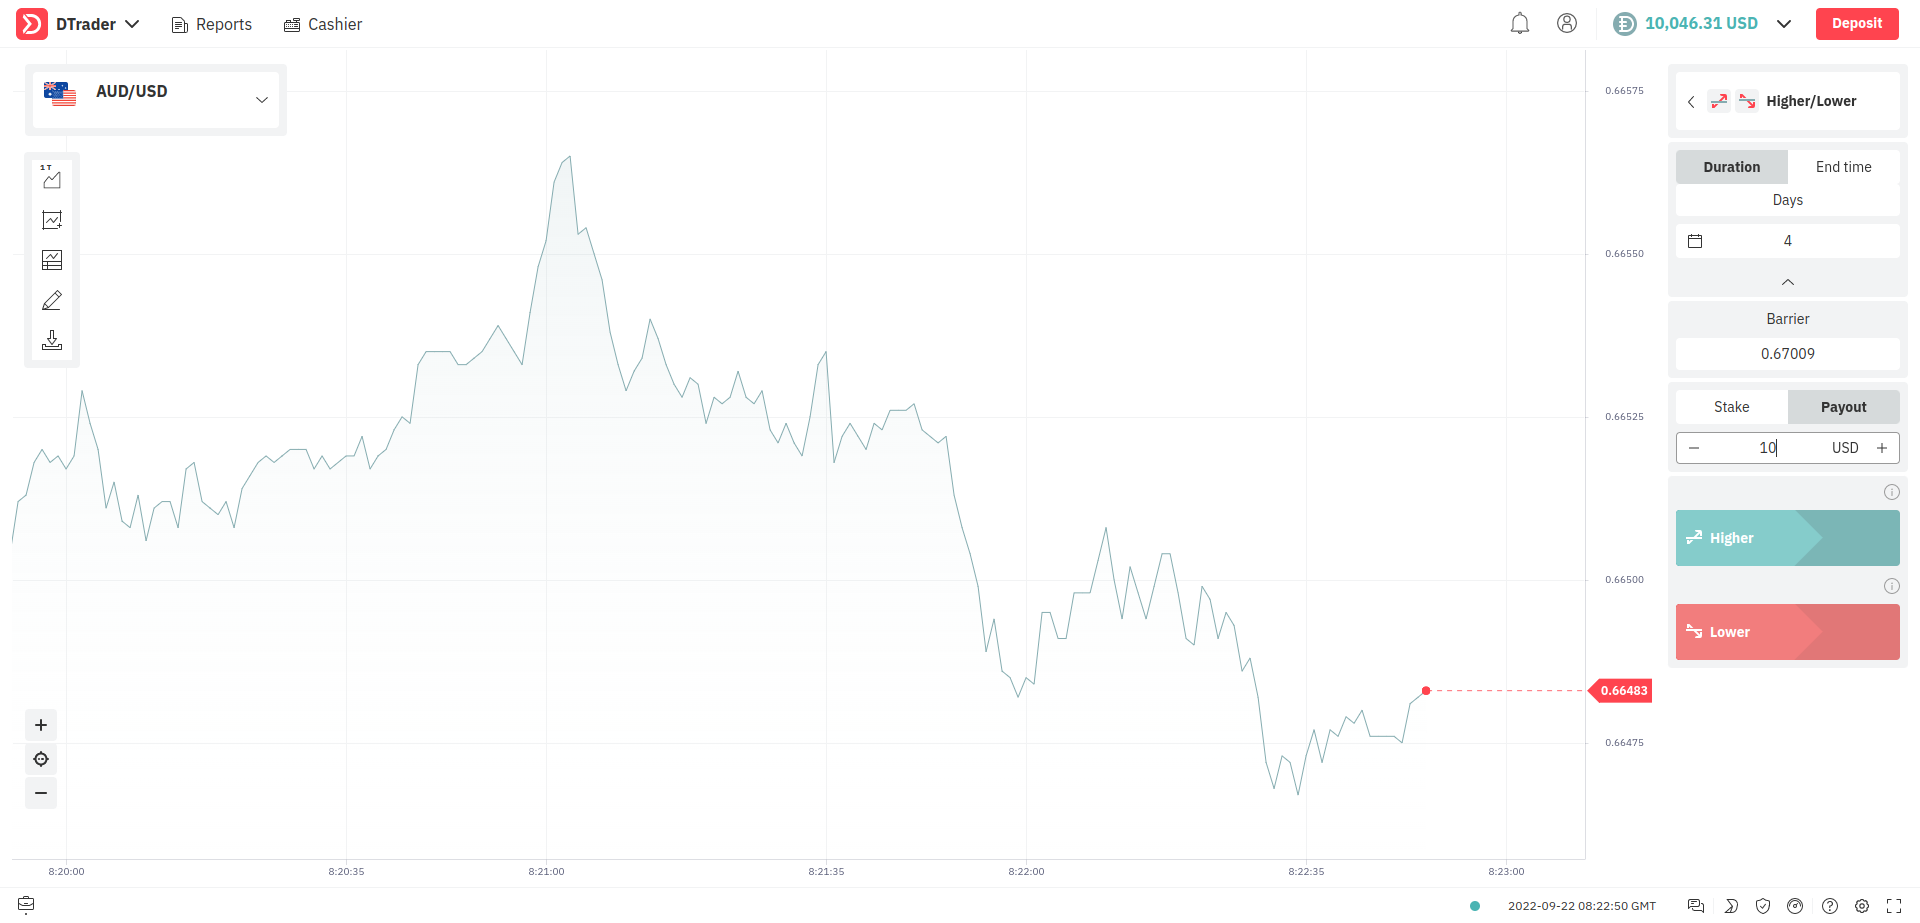 DTrader
Reports
Cashier
10,046.31 USD
Deposit
AUD/USD
1T
0.66575
0.66550
0.66525
0.66500
0.66483
0.66475
8:20:00
8:20:35
8:21:00
8:21:35
8:22:00
8:22:35
8:23:00
Higher/Lower
Duration
End time
Days
4
Barrier
0.67009
Stake
Payout
10
USD
Higher
Lower
2022-09-22 08:22:50 GMT